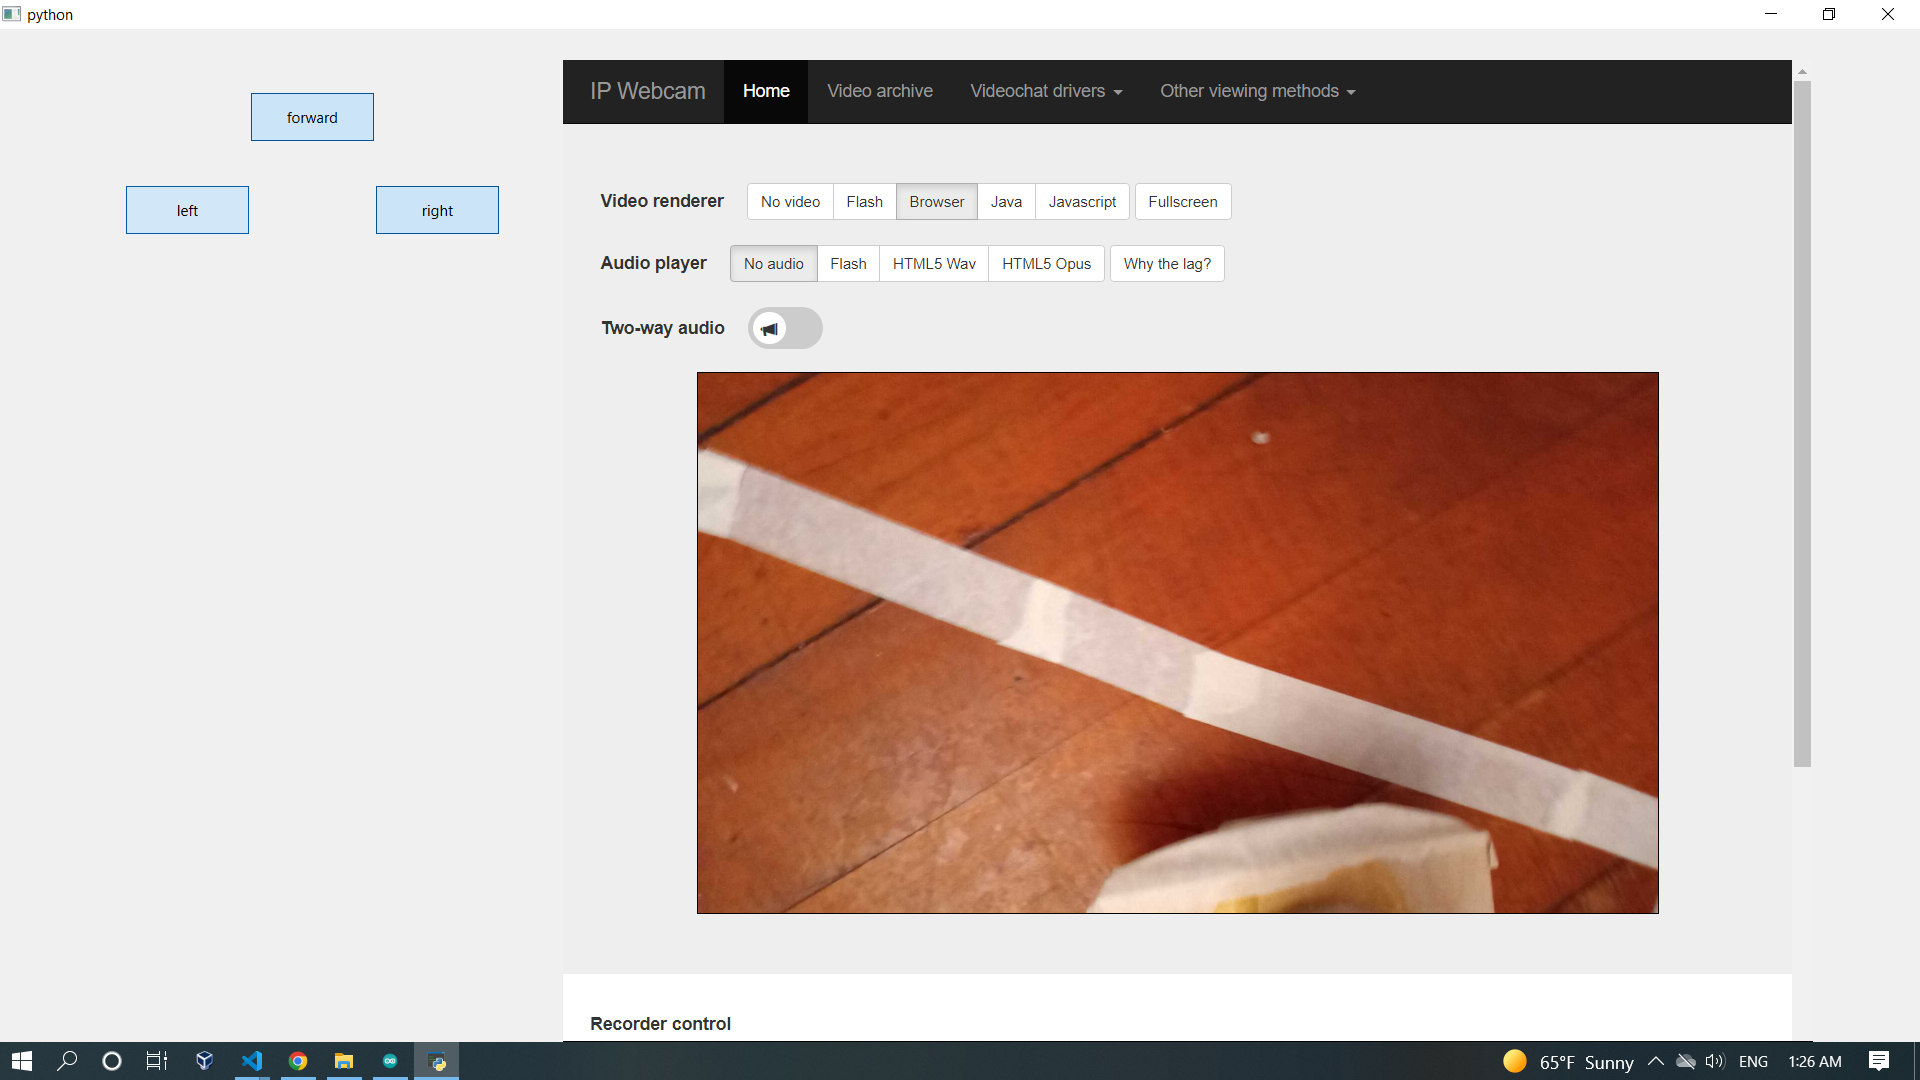 python
forward
left
right
IP Webcam Home Video archive Videochat drivers Other viewing methods
Video renderer No video Flash Browser Java Javascript Fullscreen
Audio player No audio Flash HTML5 Wav HTML5 Opus Why the lag?
Two-way audio
Recorder control
65°F Sunny ENG 1:26 AM